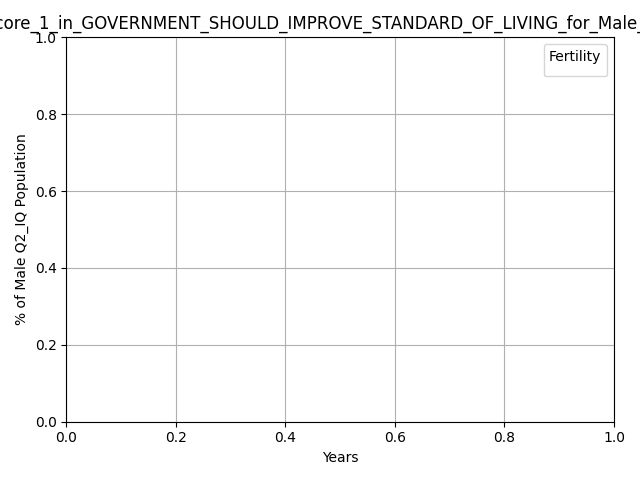 core_1_in_GOVERNMENT_SHOULD_IMPROVE_STANDARD_OF_LIVING_for_Male_
Fertility
% of Male Q2_IQ Population
1.0
0.8
0.6
0.4
0.2
0.0
0.0 0.2 0.4 0.6 0.8 1.0
Years